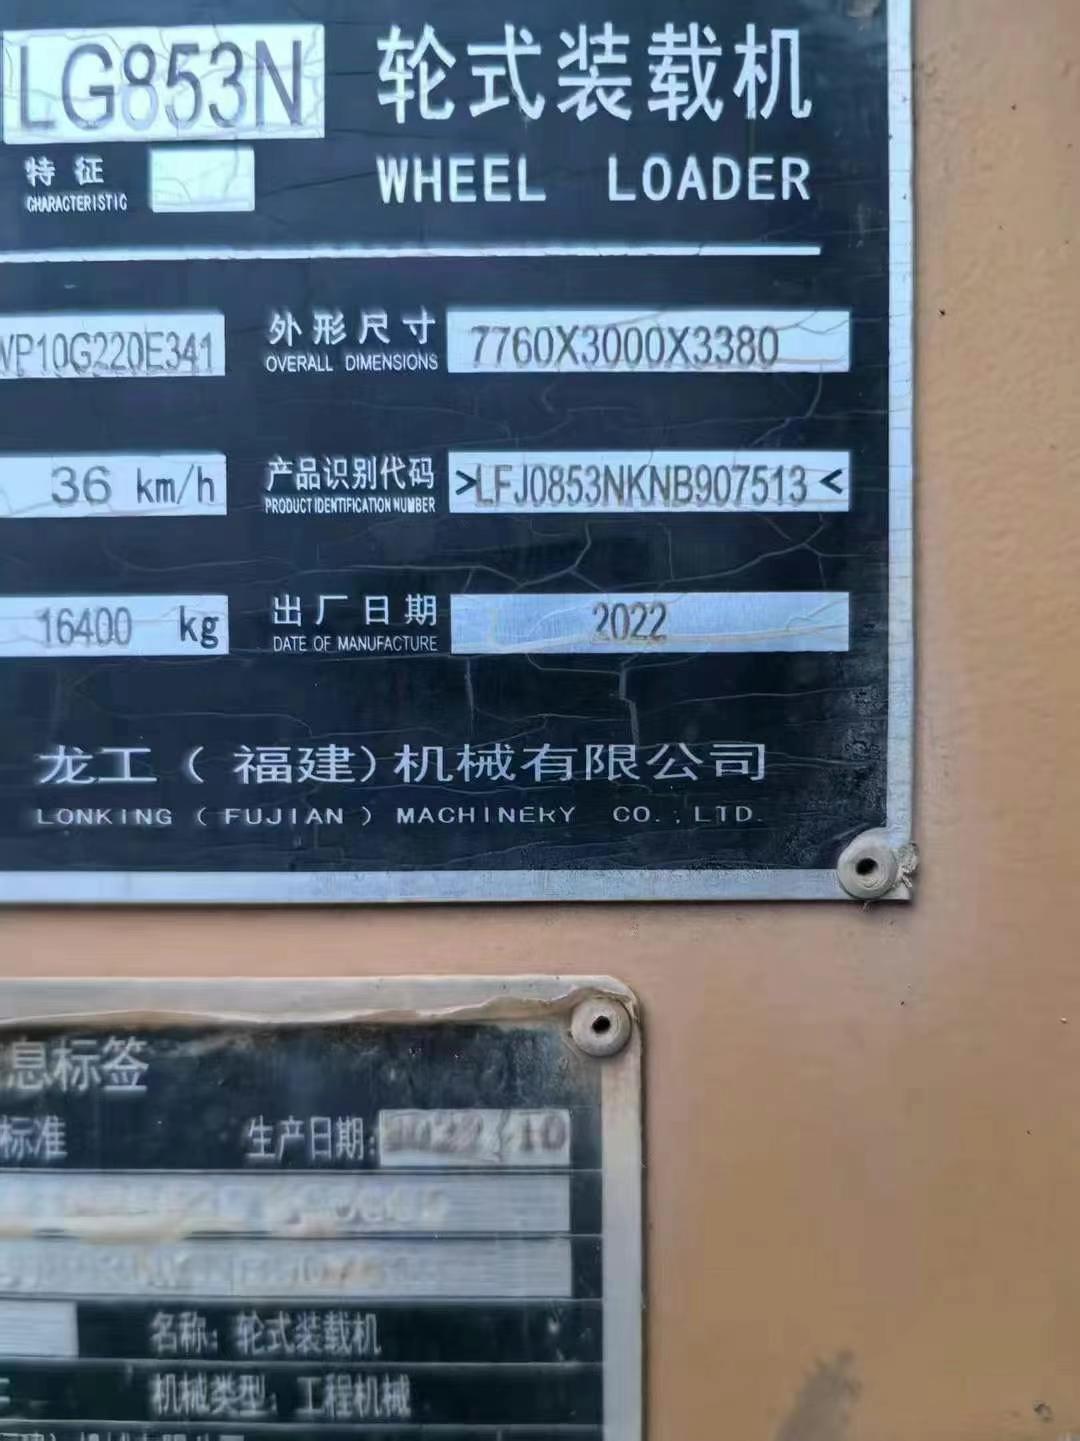 LG853N 轮式装载机
特征
CHARACTERISTIC
WHEEL LOADER
WP10G220E341
外形尺寸
OVERALL DIMENSIONS
7760X3000X3380
36 km/h
产品识别代码
PRODUCT IDENTIFICATION NUMBER
>LFJ0853NKNB907513<
16400 kg
出厂日期
DATE OF MANUFACTURE
2022
龙工(福建)机械有限公司
LONKING (FUJIAN) MACHINERY CO.,LTD.
息标签
标准 生产日期:2022/10
名称: 轮式装载机
机械类型: 工程机械